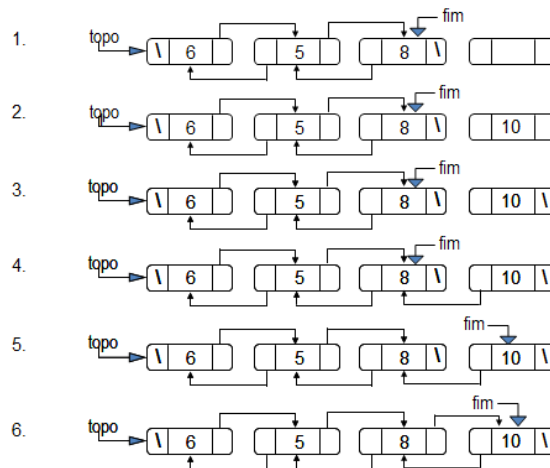 1. topo \ 6 5 8 \ fim
2. topo \ 6 5 8 \ 10 fim
3. topo \ 6 5 8 \ 10 \ fim
4. topo \ 6 5 8 \ 10 \ fim
5. topo \ 6 5 8 \ 10 \ fim
6. topo \ 6 5 8 10 \ fim